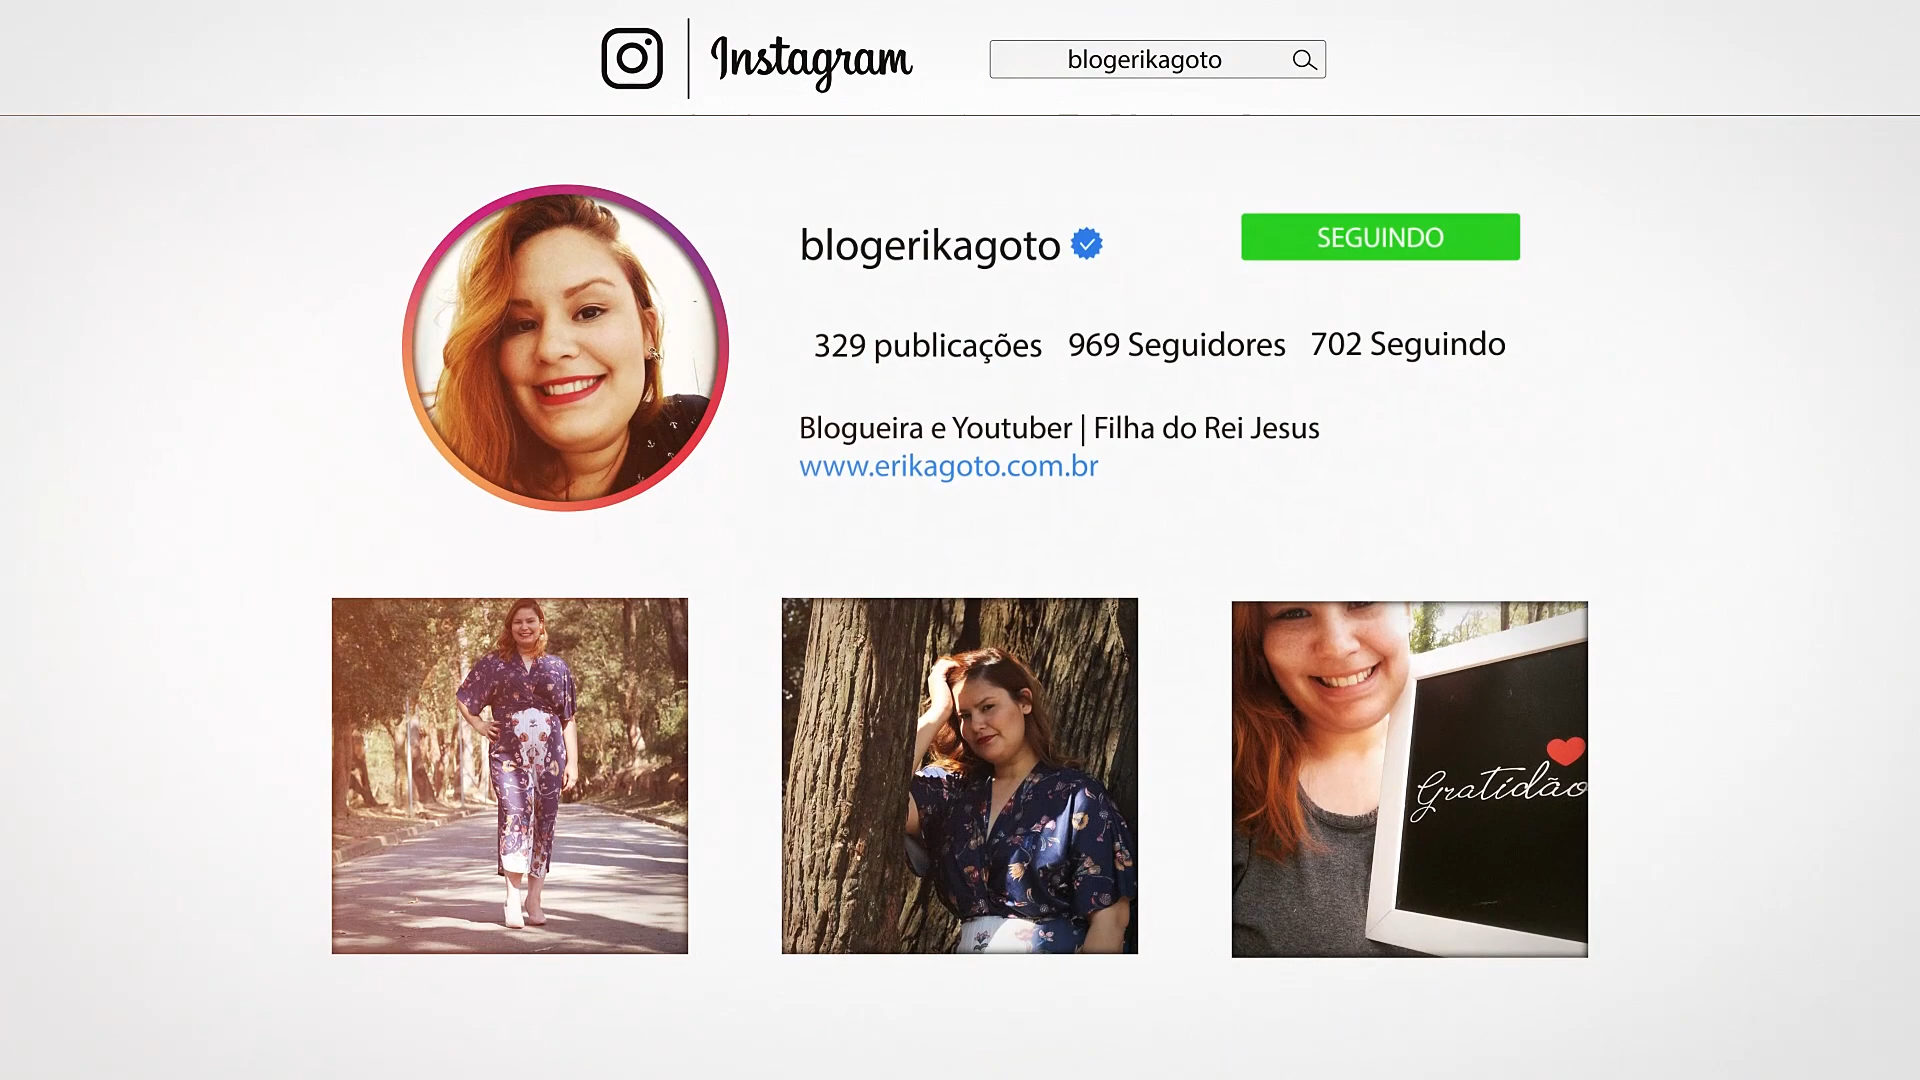 Instagram
blogerikagoto
blogerikagoto
SEGUINDO
329 publicações 969 Seguidores 702 Seguindo
Blogueira e Youtuber | Filha do Rei Jesus
www.erikagoto.com.br
Gratidão